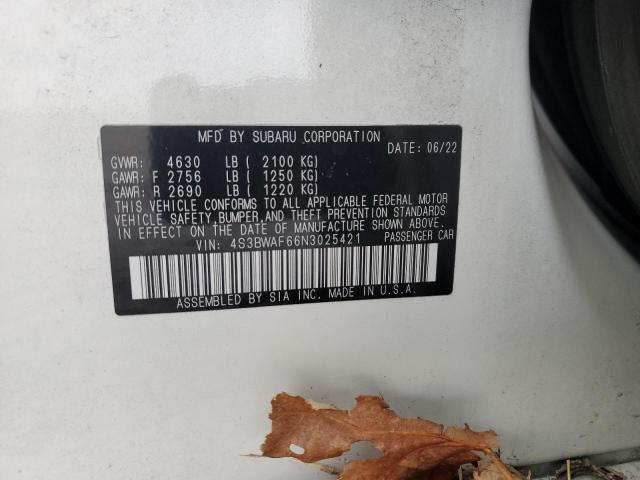 MFD BY SUBARU CORPORATION
DATE: 06/22
GVWR: 4630 LB ( 2100 KG)
GAWR: F 2756 LB ( 1250 KG)
GAWR: R 2690 LB ( 1220 KG)
THIS VEHICLE CONFORMS TO ALL APPLICABLE FEDERAL MOTOR
VEHICLE SAFETY, BUMPER, AND THEFT PREVENTION STANDARDS
IN EFFECT ON THE DATE OF MANUFACTURE SHOWN ABOVE.
VIN: 4S3BWAF66N3025421 PASSENGER CAR
ASSEMBLED BY SIA INC. MADE IN U.S.A.